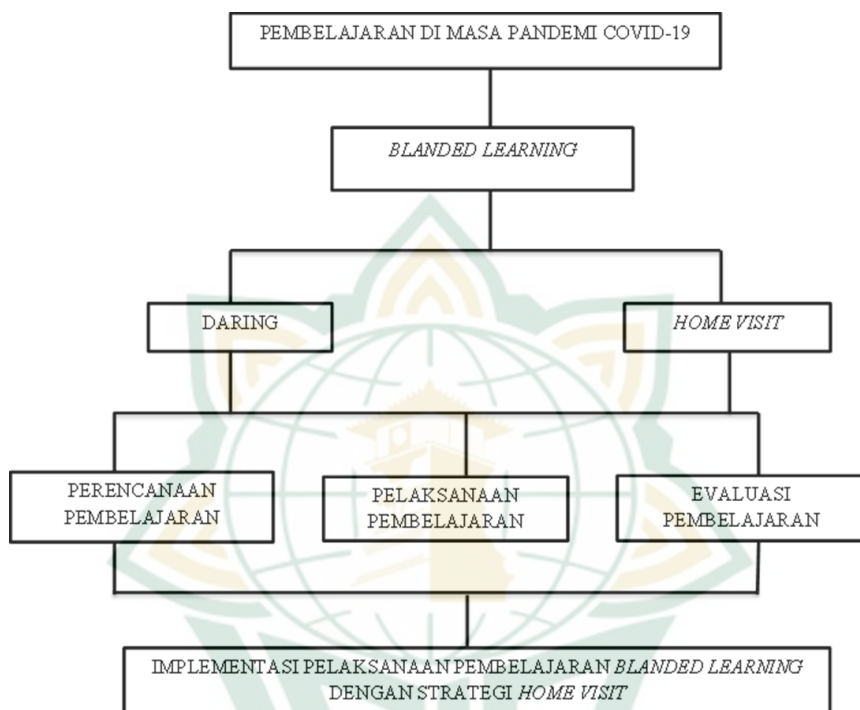 PEMBELAJARAN DI MASA PANDEMI COVID-19
BLANDED LEARNING
DARING
HOME VISIT
PERENCANAAN
PEMBELAJARAN
PELAKSANAAN
PEMBELAJARAN
EVALUASI
PEMBELAJARAN
IMPLEMENTASI PELAKSANAAN PEMBELAJARAN BLANDED LEARNING
DENGAN STRATEGI HOME VISIT